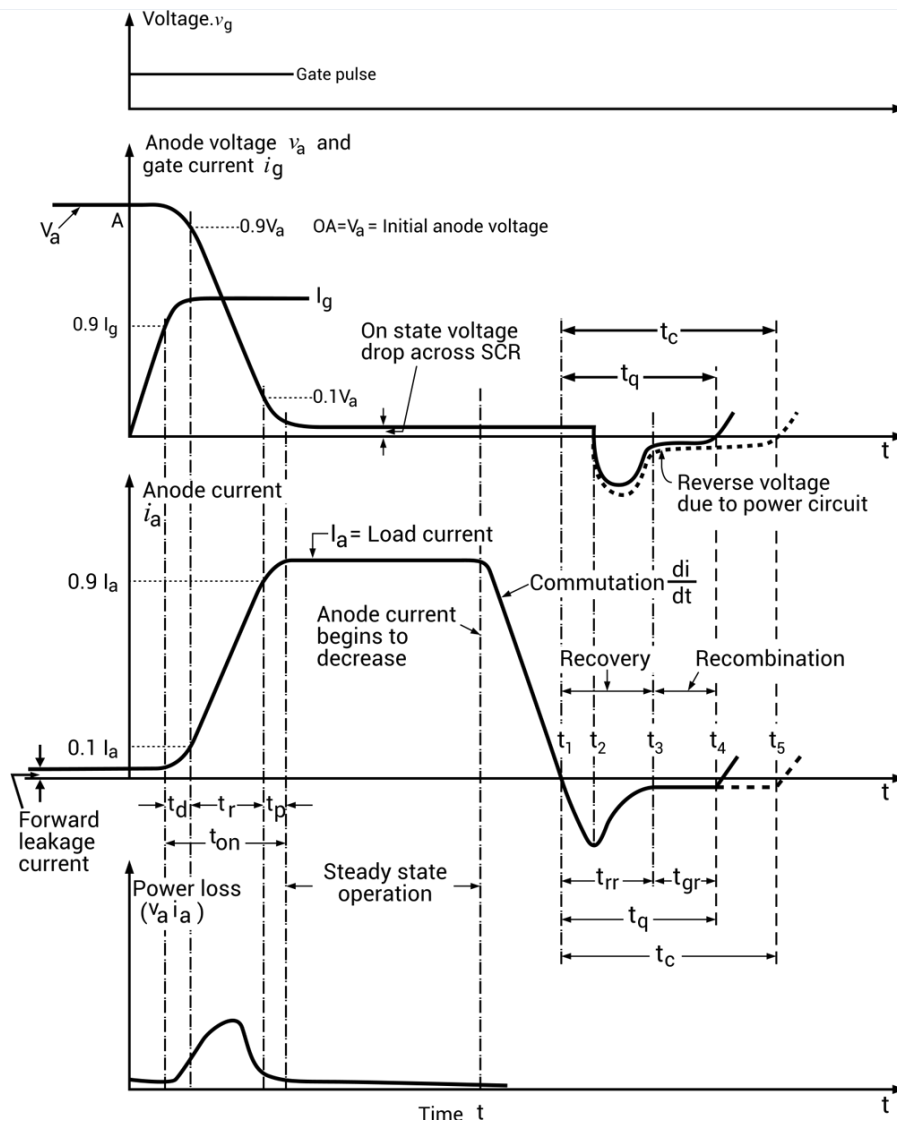 Voltage.vg
Gate pulse
Anode voltage va and
gate current ig
Va
A
0.9Va
OA=Va= Initial anode voltage
0.9 Ig
Ig
On state voltage
drop across SCR
0.1Va
tc
tq
t
Reverse voltage
due to power circuit
Anode current
ia
Ia= Load current
0.9 Ia
Commutation di
dt
Anode current
begins to
decrease
Recovery
Recombination
t1
t2
t3
t4
t5
0.1 Ia
t
Forward
leakage
current
td
tr
tp
ton
Steady state
operation
trr
tgr
tq
tc
Power loss
(va ia)
t
Time t